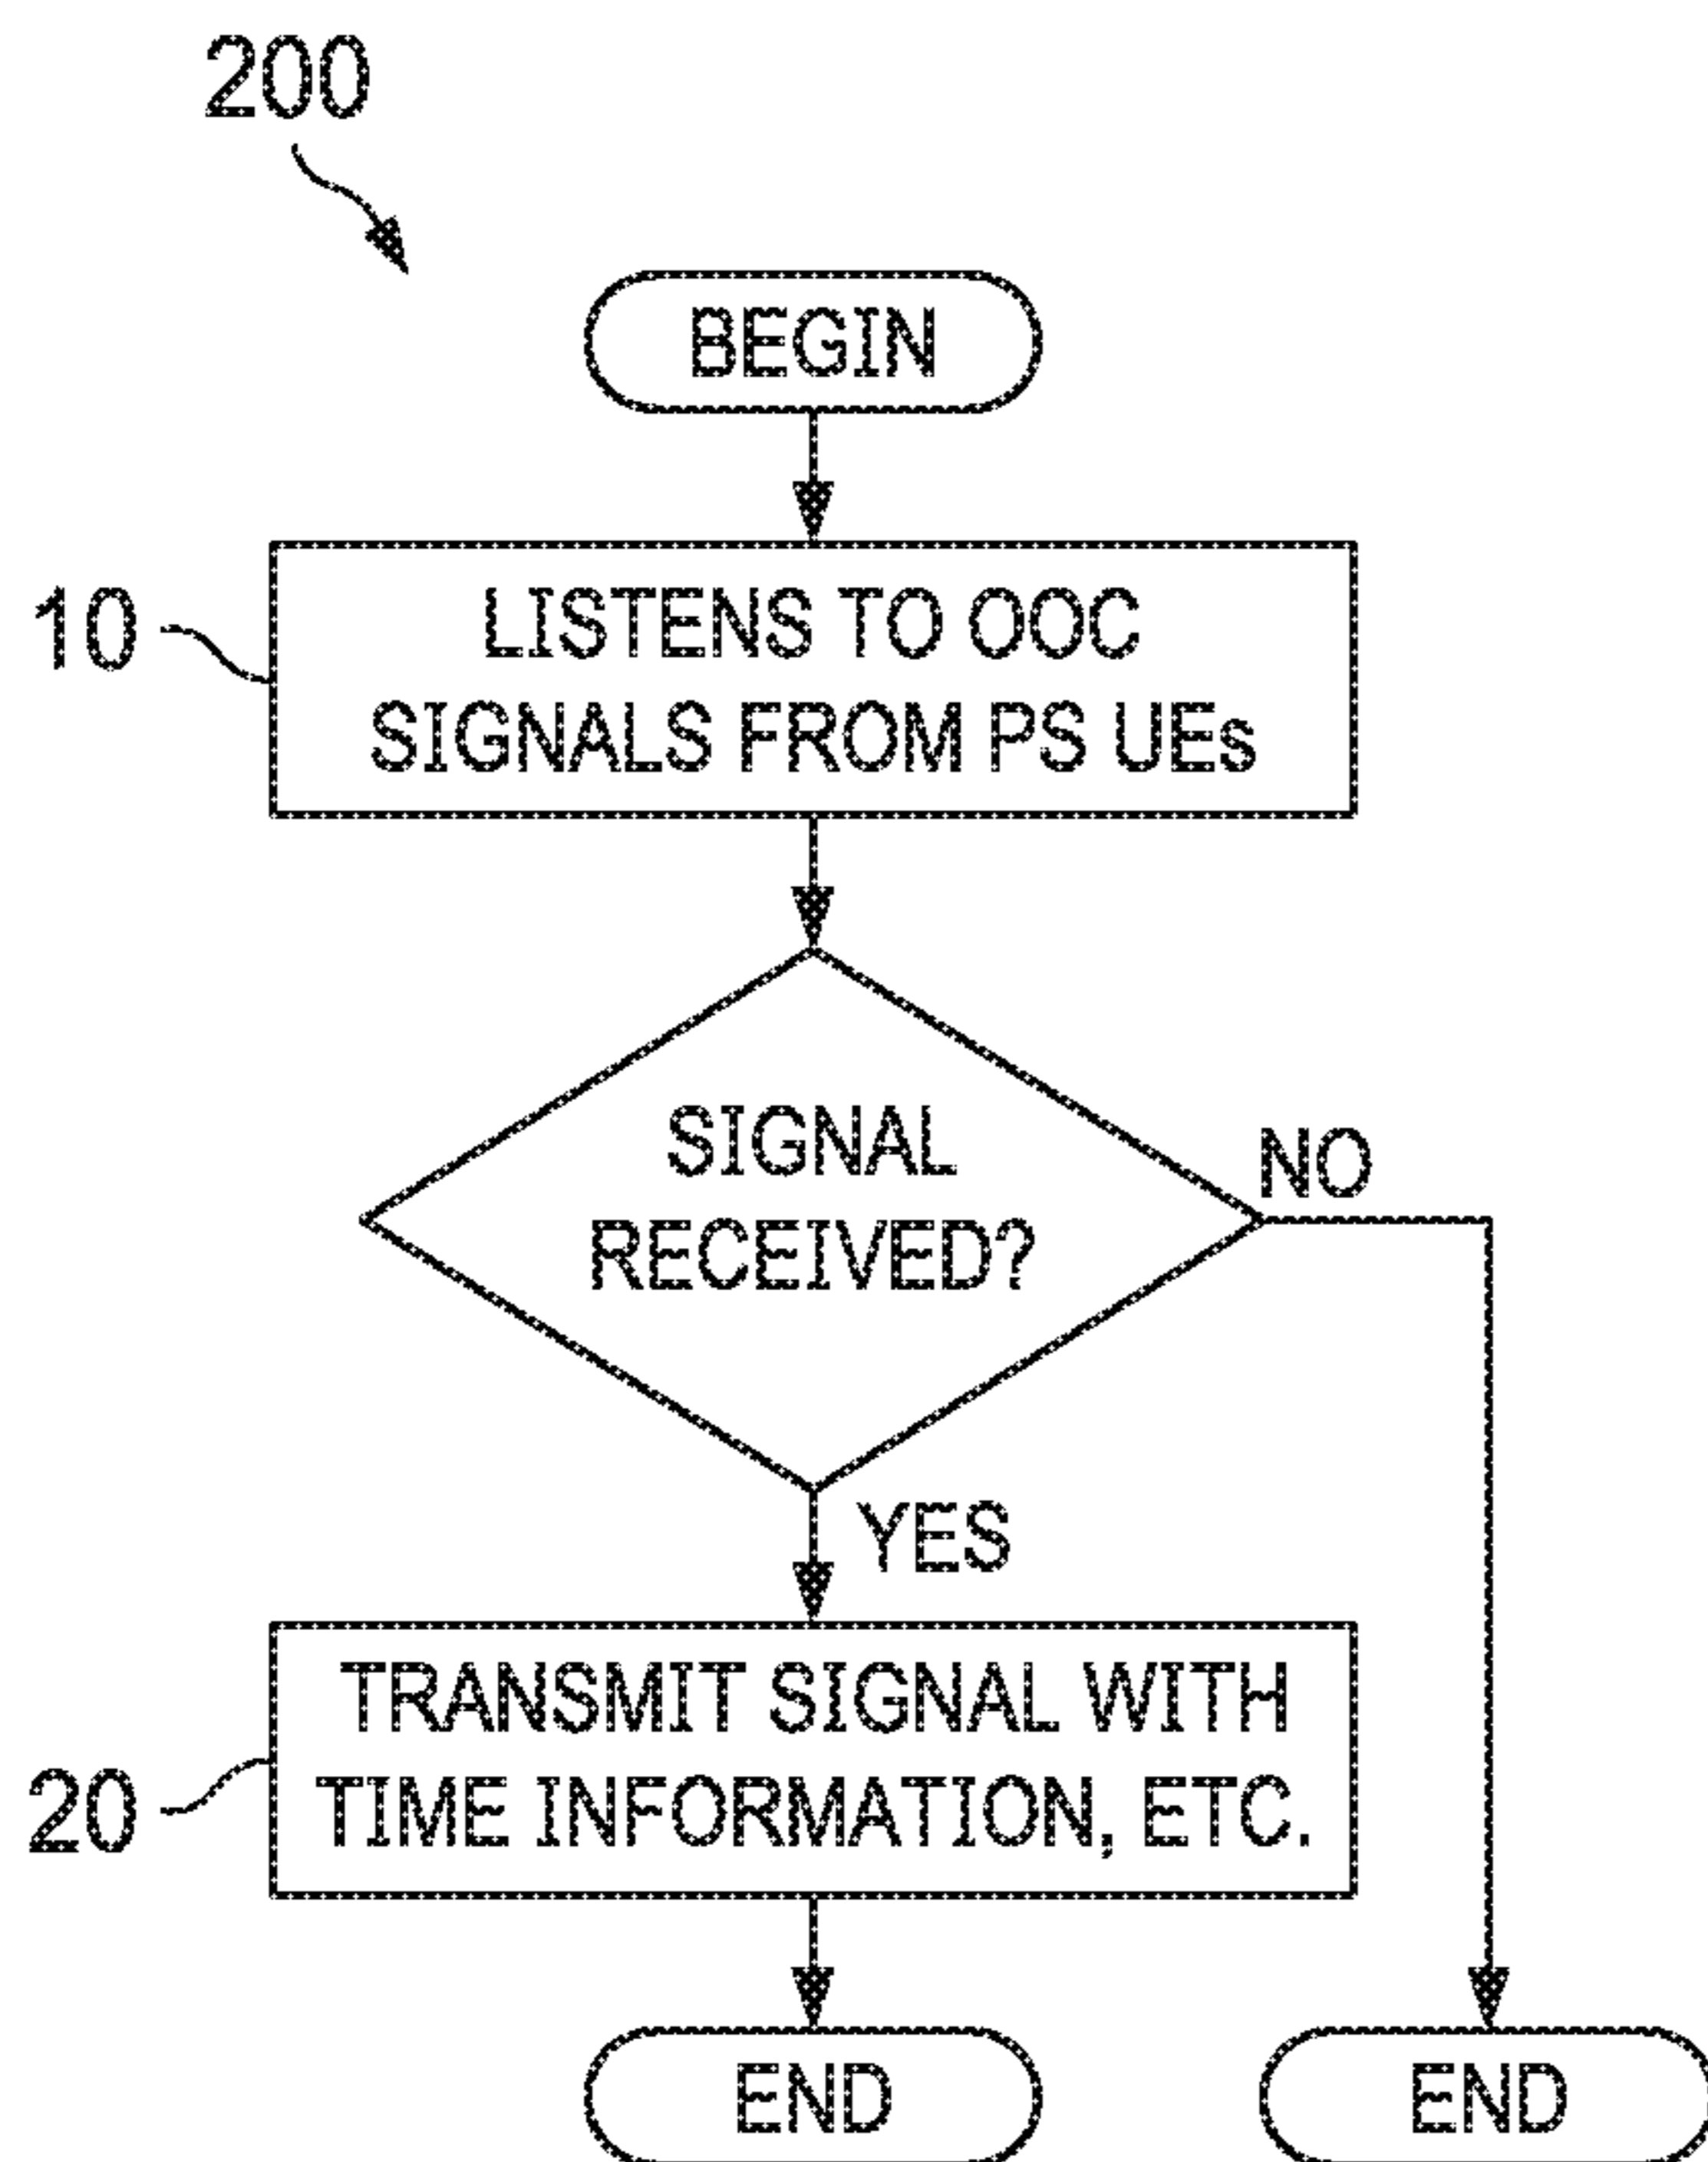 200
BEGIN
10
LISTENS TO OOC
SIGNALS FROM PS UEs
SIGNAL
RECEIVED?
NO
YES
TRANSMIT SIGNAL WITH
TIME INFORMATION, ETC.
20
END
END